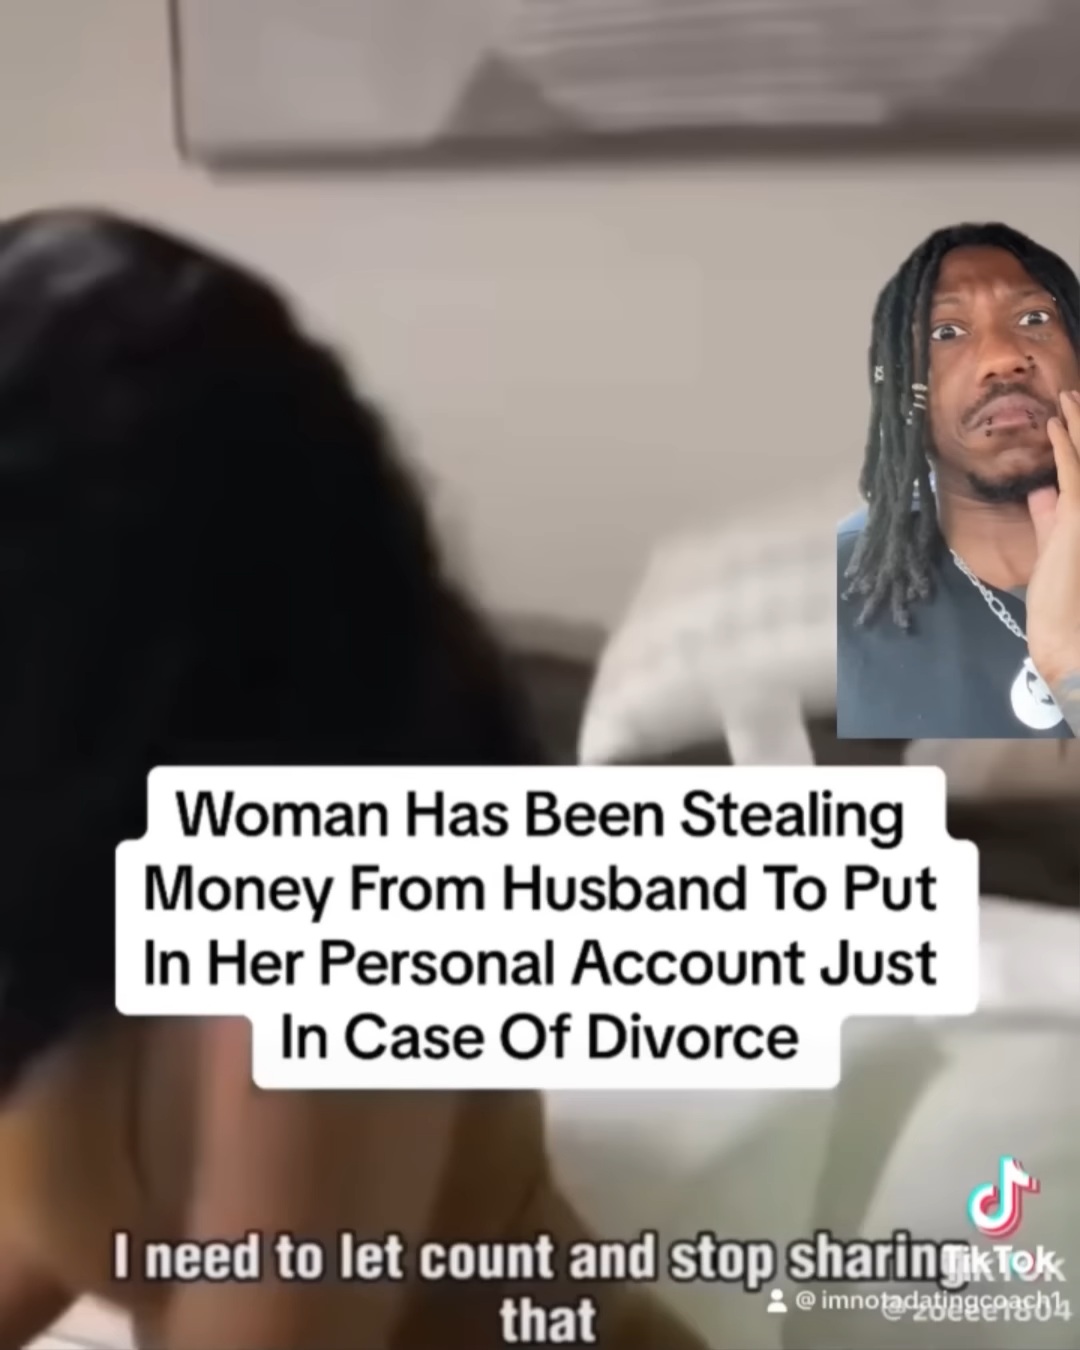 Woman Has Been Stealing
Money From Husband To Put
In Her Personal Account Just
In Case Of Divorce
I need to let count and stop sharing
that
TikTok
@imnotadatingcoach1
@zoeee1804